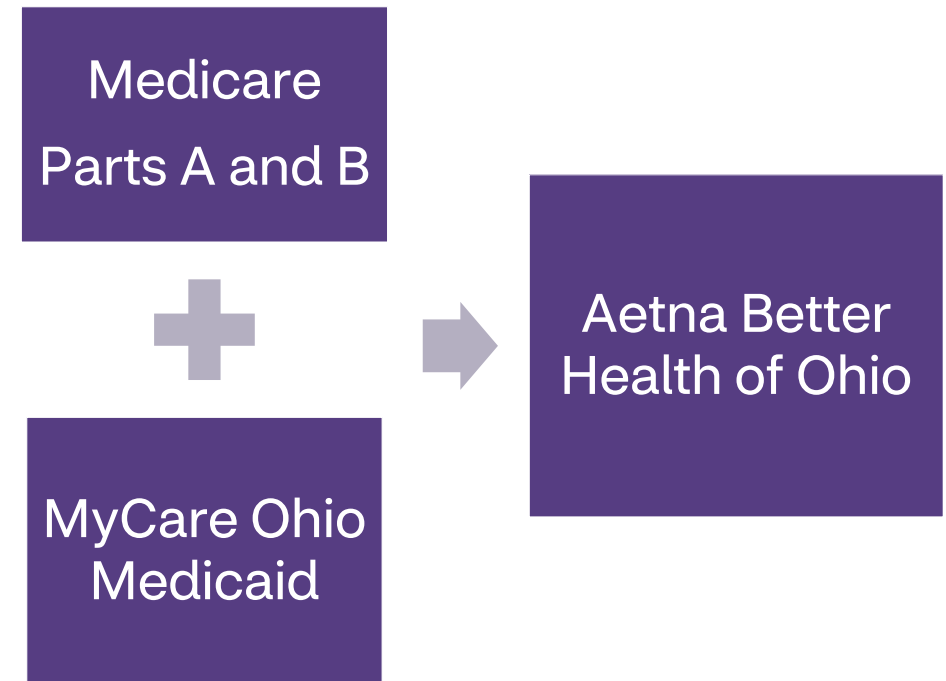 Medicare
Parts A and B
MyCare Ohio
Medicaid
Aetna Better
Health of Ohio